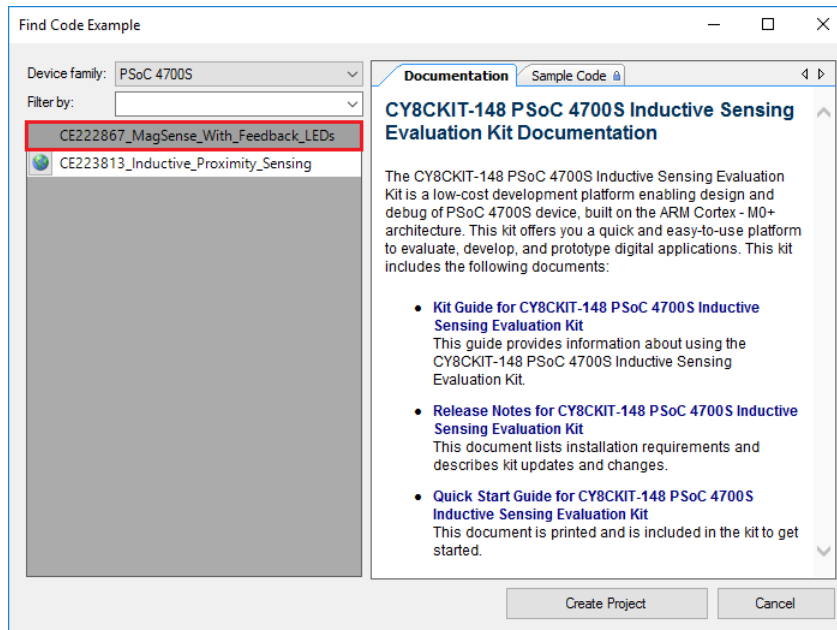 Find Code Example
Device family: PSoC 4700S
Filter by:
CE222867_MagSense_With_Feedback_LEDs
CE223813_Inductive_Proximity_Sensing
Documentation Sample Code
CY8CKIT-148 PSoC 4700S Inductive Sensing
Evaluation Kit Documentation
The CY8CKIT-148 PSoC 4700S Inductive Sensing Evaluation
Kit is a low-cost development platform enabling design and
debug of PSoC 4700S device, built on the ARM Cortex - M0+
architecture. This kit offers you a quick and easy-to-use platform
to evaluate, develop, and prototype digital applications. This kit
includes the following documents:
• Kit Guide for CY8CKIT-148 PSoC 4700S Inductive
Sensing Evaluation Kit
This guide provides information about using the
CY8CKIT-148 PSoC 4700S Inductive Sensing
Evaluation Kit.
• Release Notes for CY8CKIT-148 PSoC 4700S Inductive
Sensing Evaluation Kit
This document lists installation requirements and
describes kit updates and changes.
• Quick Start Guide for CY8CKIT-148 PSoC 4700S
Inductive Sensing Evaluation Kit
This document is printed and is included in the kit to get
started.
Create Project Cancel